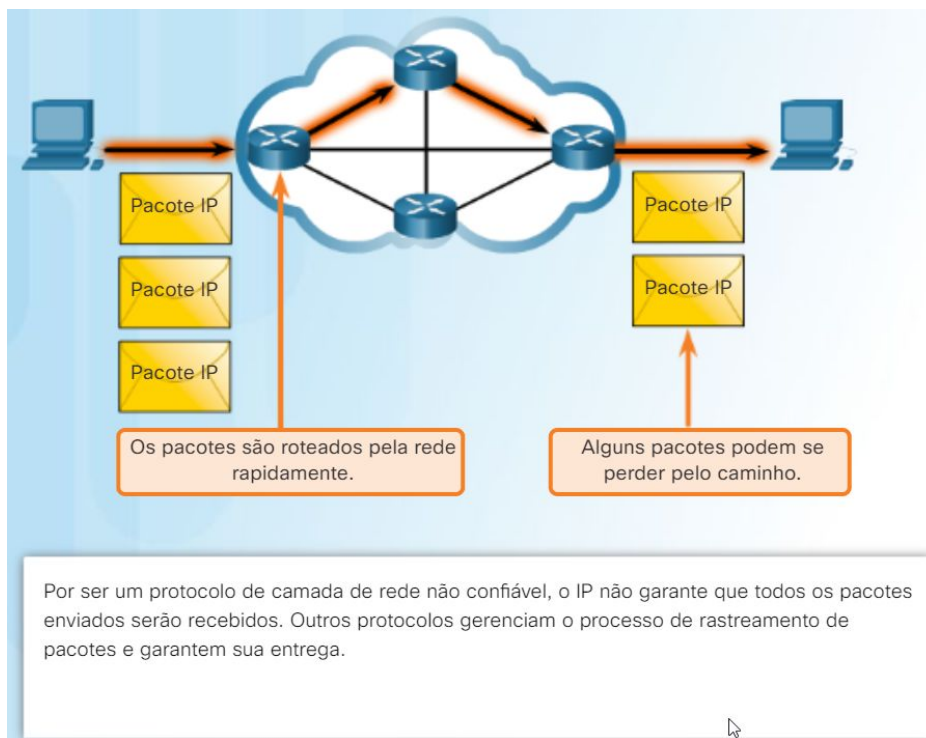 Pacote IP
Pacote IP
Pacote IP
Pacote IP
Pacote IP
Os pacotes são roteados pela rede
rapidamente.
Alguns pacotes podem se
perder pelo caminho.
Por ser um protocolo de camada de rede não confiável, o IP não garante que todos os pacotes
enviados serão recebidos. Outros protocolos gerenciam o processo de rastreamento de
pacotes e garantem sua entrega.